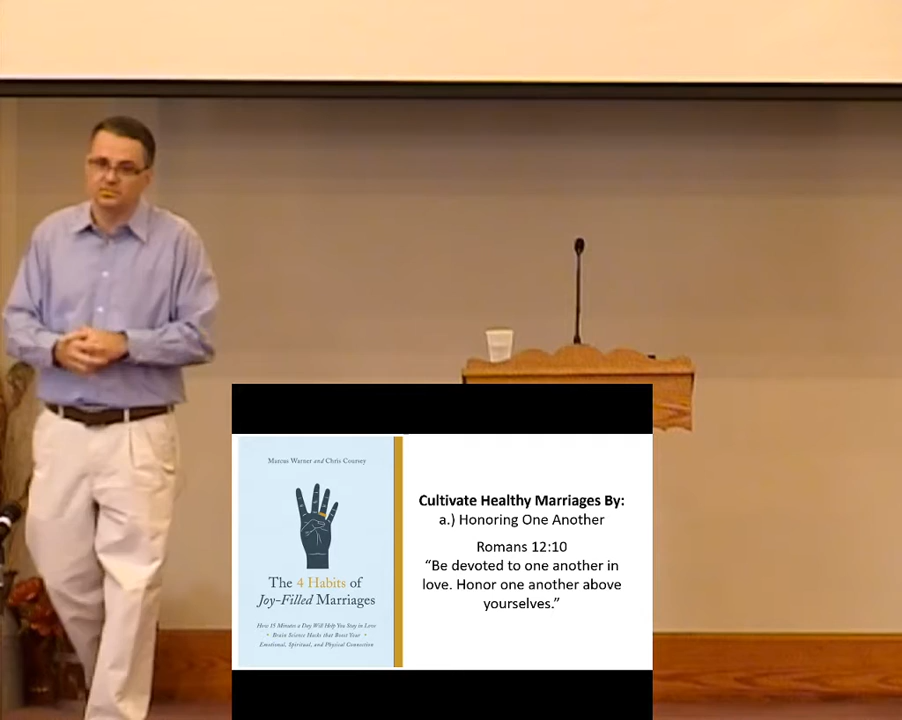 Marcus Warner and Chris Coursey
The 4 Habits of
Joy-Filled Marriages
How 15 Minutes a Day Will Help You Stay in Love
• Brain Science Hacks that Boost Your •
Emotional, Spiritual, and Physical Connection
Cultivate Healthy Marriages By:
a.) Honoring One Another
Romans 12:10
“Be devoted to one another in
love. Honor one another above
yourselves.”